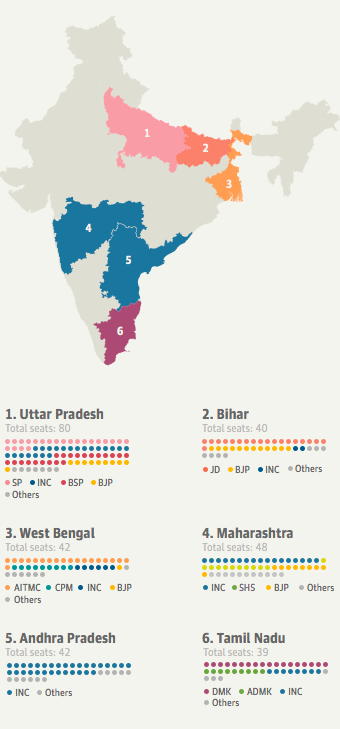 1
2
3
4
5
6
1. Uttar Pradesh
Total seats: 80
SP INC BSP BJP
Others
2. Bihar
Total seats: 40
JD BJP INC Others
3. West Bengal
Total seats: 42
AITMC CPM INC BJP
Others
4. Maharashtra
Total seats: 48
INC SHS BJP Others
5. Andhra Pradesh
Total seats: 42
INC Others
6. Tamil Nadu
Total seats: 39
DMK ADMK INC
Others